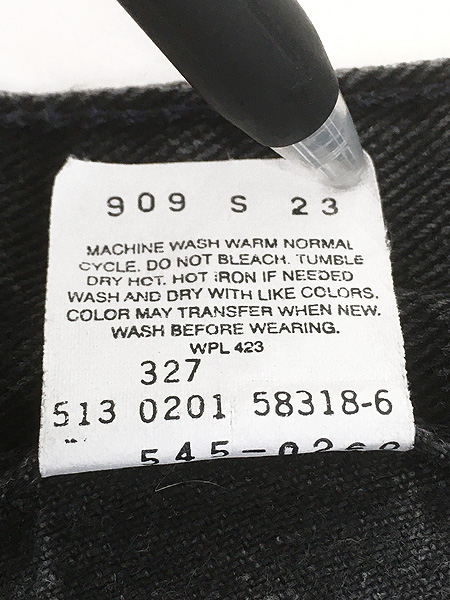 909 S 23
MACHINE WASH WARM NORMAL
CYCLE. DO NOT BLEACH. TUMBLE
DRY HOT. HOT IRON IF NEEDED
WASH AND DRY WITH LIKE COLORS.
COLOR MAY TRANSFER WHEN NEW.
WASH BEFORE WEARING.
WPL 423
327
513 0201 58318-6